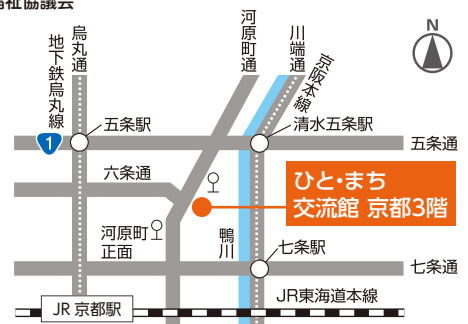 福祉協議会
地下鉄烏丸線
烏丸通
河原町通
川端通
京阪本線
N
1
五条駅
清水五条駅
五条通
六条通
ひと・まち
交流館 京都3階
河原町
正面
鴨川
七条駅
七条通
JR東海道本線
JR 京都駅